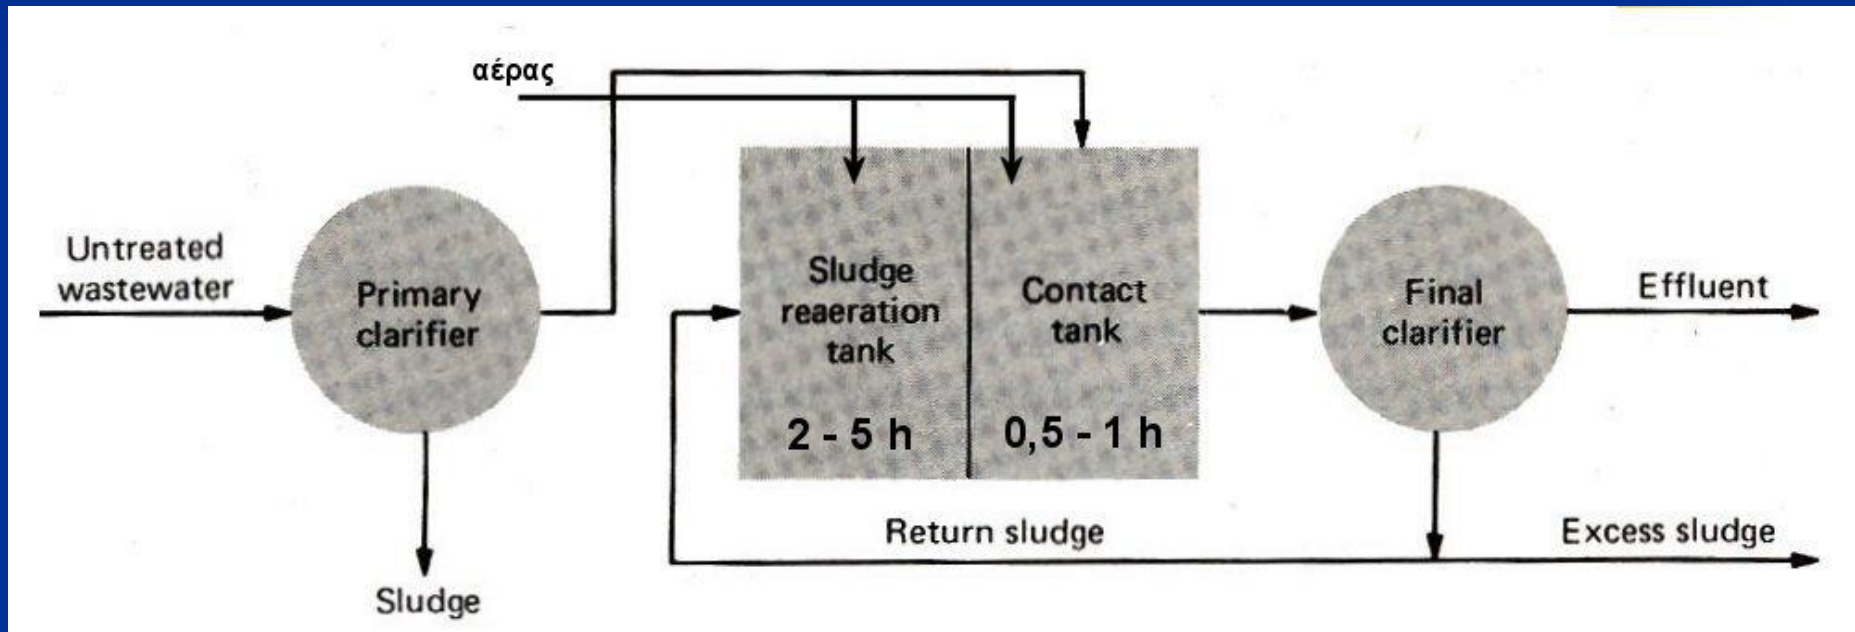 αέρας
Untreated
wastewater
Primary
clarifier
Sludge
Sludge
reaeration
tank
2 - 5 h
Contact
tank
0,5 - 1 h
Final
clarifier
Effluent
Return sludge
Excess sludge